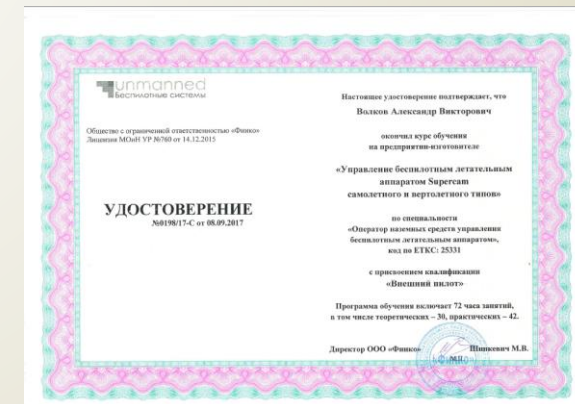 unmanned
беспилотные системы
Общество с ограниченной ответственностью «Финко»
Лицензия МОиН УР №760 от 14.12.2015
УДОСТОВЕРЕНИЕ
№0198/17-С от 08.09.2017
Настоящее удостоверение подтверждает, что
Волков Александр Викторович
окончил курс обучения
на предприятии-изготовителе
«Управление беспилотным летательным
аппаратом Supercam
самолетного и вертолетного типов»
по специальности
«Оператор наземных средств управления
беспилотным летательным аппаратом»,
код по ЕТКС: 25331
с присвоением квалификации
«Внешний пилот»
Программа обучения включает 72 часа занятий,
в том числе теоретических – 30, практических – 42.
Директор ООО «Финко» Шинкевич М.В.
М.П.